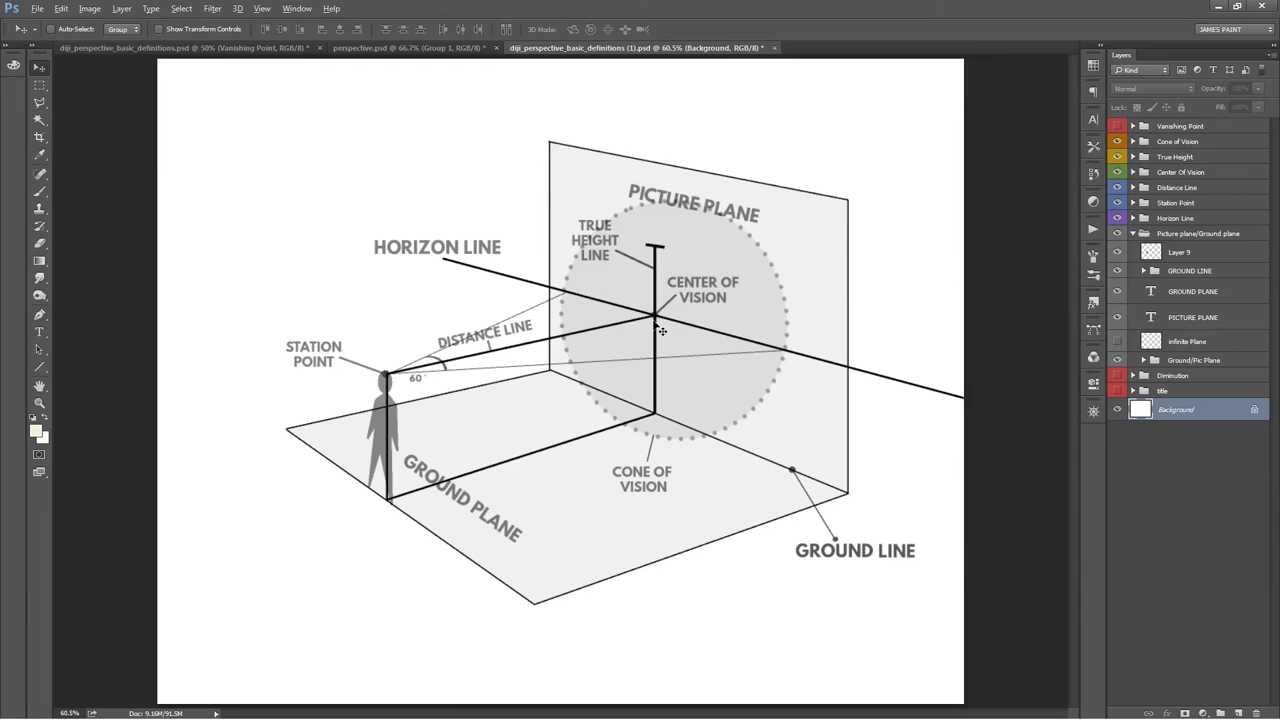 Ps File Edit Image Layer Type Select Filter 3D View Window Help
Auto-Select: Group Show Transform Controls 3D Mode: JAMES PAINT
diji_perspective_basic_definitions.psd @ 50% (Vanishing Point, RGB/8) * × perspective.psd @ 66.7% (Group 1, RGB/8) * × diji_perspective_basic_definitions (1).psd @ 60.5% (Background, RGB/8) * ×
Layers
Kind
Normal Opacity: 100%
Lock: Fill: 100%
Vanishing Point
Cone of Vision
True Height
Center Of Vision
Distance Line
Station Point
Horizon Line
Picture plane/Ground plane
Layer 9
GROUND LINE
GROUND PLANE
PICTURE PLANE
infinite Plane
Ground/Pic Plane
Diminution
title
Background
PICTURE PLANE
TRUE
HEIGHT
LINE
HORIZON LINE
CENTER OF
VISION
DISTANCE LINE
STATION
POINT
60°
GROUND PLANE
CONE OF
VISION
GROUND LINE
60.5% Doc: 9.16M/91.5M